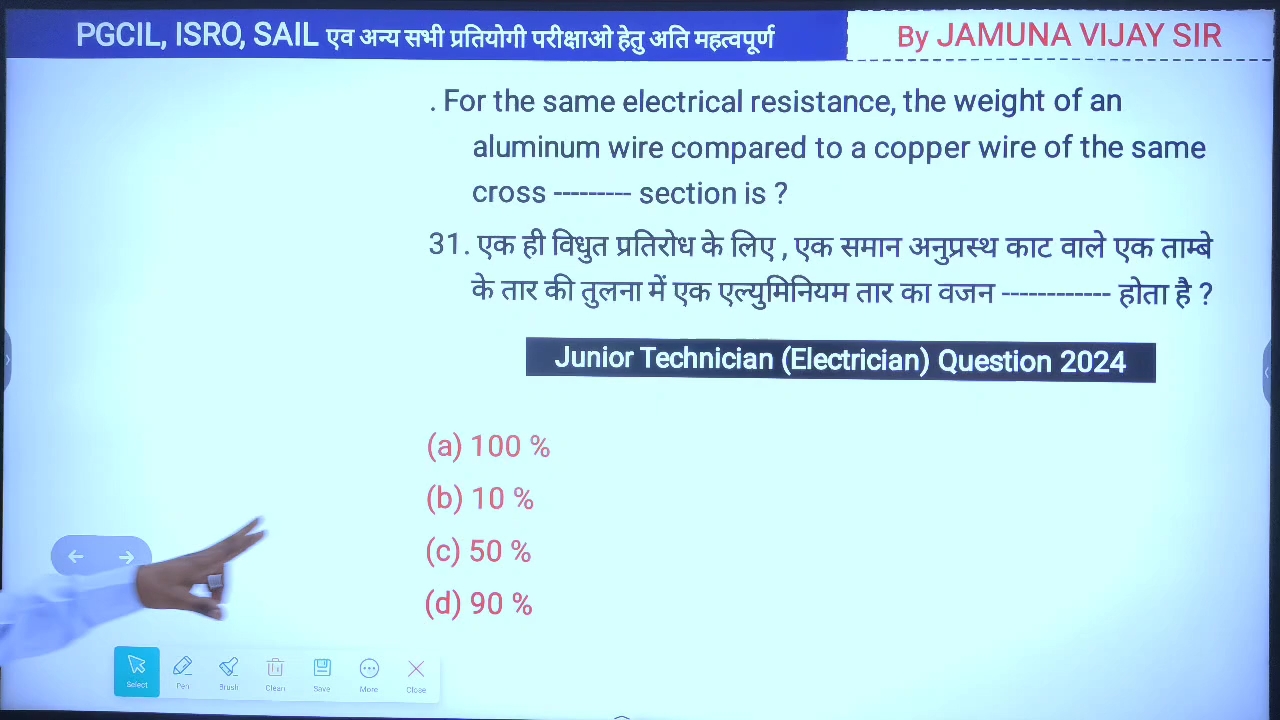 PGCIL, ISRO, SAIL एव अन्य सभी प्रतियोगी परीक्षाओ हेतु अति महत्वपूर्ण
By JAMUNA VIJAY SIR
. For the same electrical resistance, the weight of an
aluminum wire compared to a copper wire of the same
cross --------- section is ?
31. एक ही विधुत प्रतिरोध के लिए , एक समान अनुप्रस्थ काट वाले एक ताम्बे
के तार की तुलना में एक एल्युमिनियम तार का वजन ------------ होता है ?
Junior Technician (Electrician) Question 2024
(a) 100 %
(b) 10 %
(c) 50 %
(d) 90 %
Select
Pen
Brush
Clean
Save
More
Close